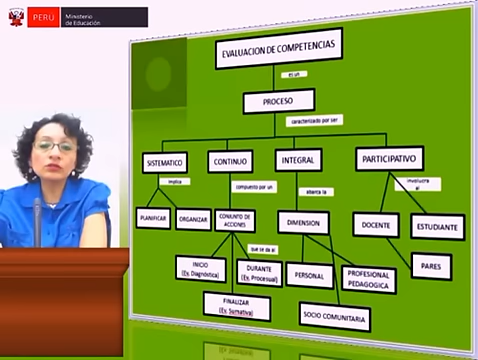 PERÚ
Ministerio
de Educación
EVALUACION DE COMPETENCIAS
es un
PROCESO
caracterizado por ser
SISTEMATICO
CONTINUO
INTEGRAL
PARTICIPATIVO
implica
compuesto por un
abarca la
involucra
al
PLANIFICAR
ORGANIZAR
CONJUNTO DE
ACCIONES
DIMENSION
DOCENTE
ESTUDIANTE
que se da al
INICIO
(Ev. Diagnóstica)
DURANTE
(Ev. Procesual)
PERSONAL
PROFESIONAL
PEDAGOGICA
PARES
FINALIZAR
(Ev. Sumativa)
SOCIO COMUNITARIA